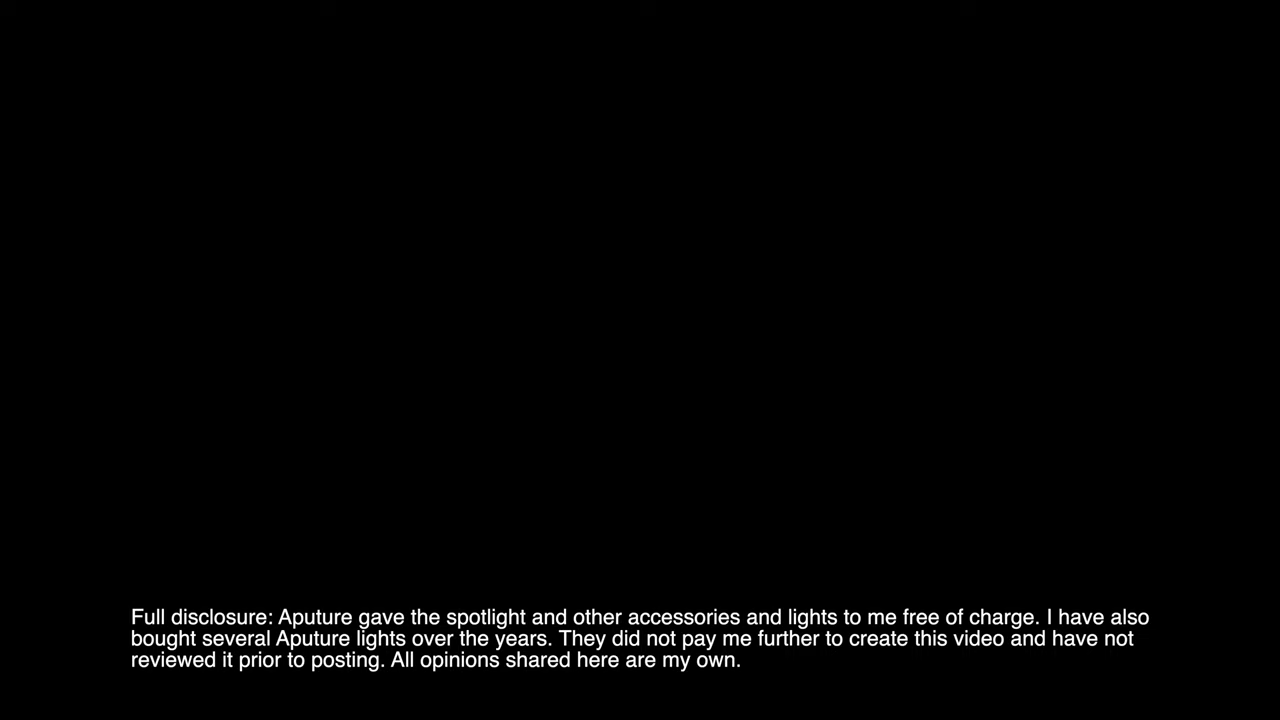 Full disclosure: Aputure gave the spotlight and other accessories and lights to me free of charge. I have also
bought several Aputure lights over the years. They did not pay me further to create this video and have not
reviewed it prior to posting. All opinions shared here are my own.